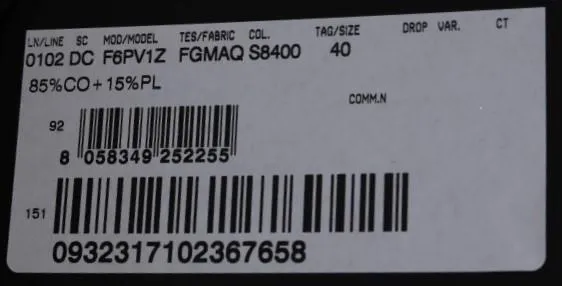 LN/LINE SC MOD/MODEL TES/FABRIC COL. TAG/SIZE DROP VAR. CT
0102 DC F6PV1Z FGMAQ S8400 40
85%CO+15%PL
COMM.N
92
8 058349 252255
151
0932317102367658